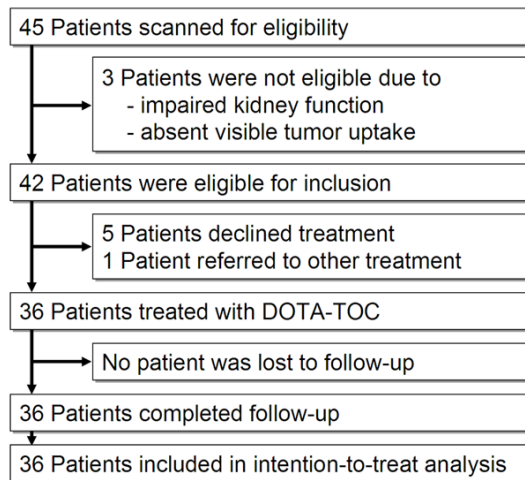 45 Patients scanned for eligibility
3 Patients were not eligible due to
- impaired kidney function
- absent visible tumor uptake
42 Patients were eligible for inclusion
5 Patients declined treatment
1 Patient referred to other treatment
36 Patients treated with DOTA-TOC
No patient was lost to follow-up
36 Patients completed follow-up
36 Patients included in intention-to-treat analysis